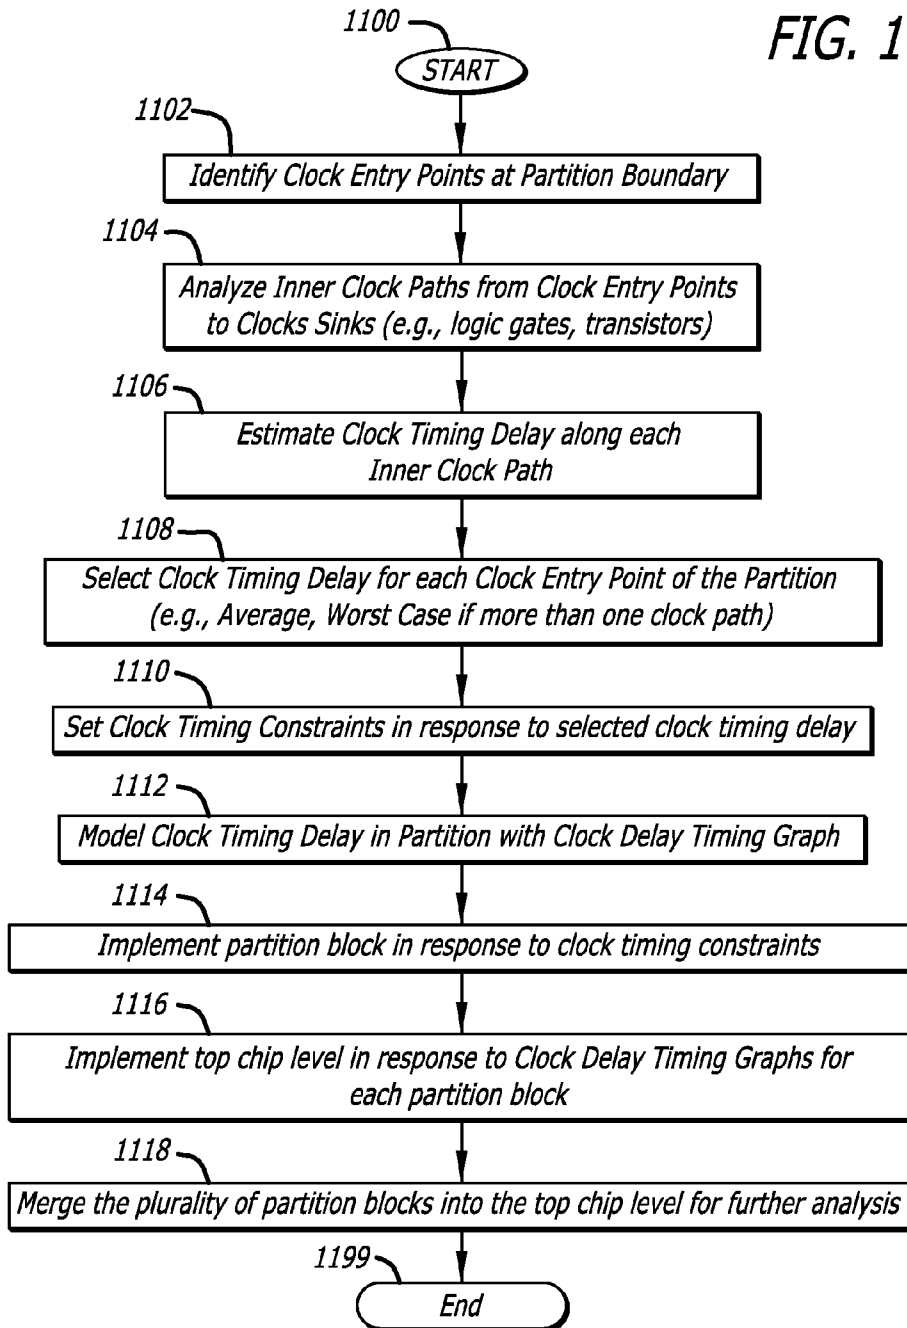 1100
FIG. 1
START
1102
Identify Clock Entry Points at Partition Boundary
1104
Analyze Inner Clock Paths from Clock Entry Points
to Clocks Sinks (e.g., logic gates, transistors)
1106
Estimate Clock Timing Delay along each
Inner Clock Path
1108
Select Clock Timing Delay for each Clock Entry Point of the Partition
(e.g., Average, Worst Case if more than one clock path)
1110
Set Clock Timing Constraints in response to selected clock timing delay
1112
Model Clock Timing Delay in Partition with Clock Delay Timing Graph
1114
Implement partition block in response to clock timing constraints
1116
Implement top chip level in response to Clock Delay Timing Graphs for
each partition block
1118
Merge the plurality of partition blocks into the top chip level for further analysis
1199
End